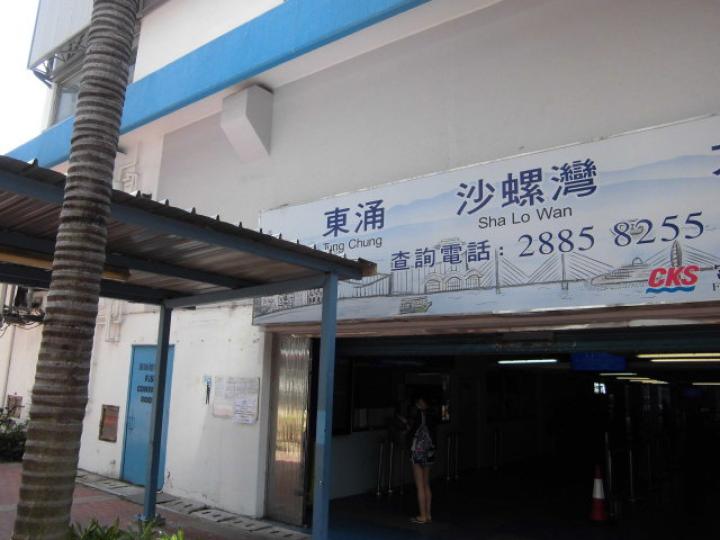 東涌
Tung Chung
沙螺灣
Sha Lo Wan
查詢電話：2885 8255
CKS